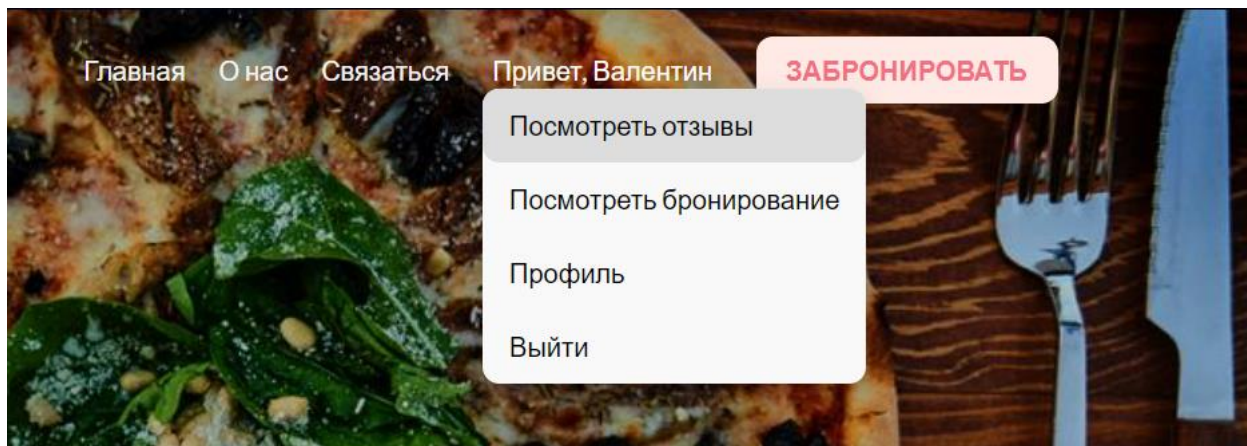 Главная О нас Связаться Привет, Валентин ЗАБРОНИРОВАТЬ
Посмотреть отзывы
Посмотреть бронирование
Профиль
Выйти